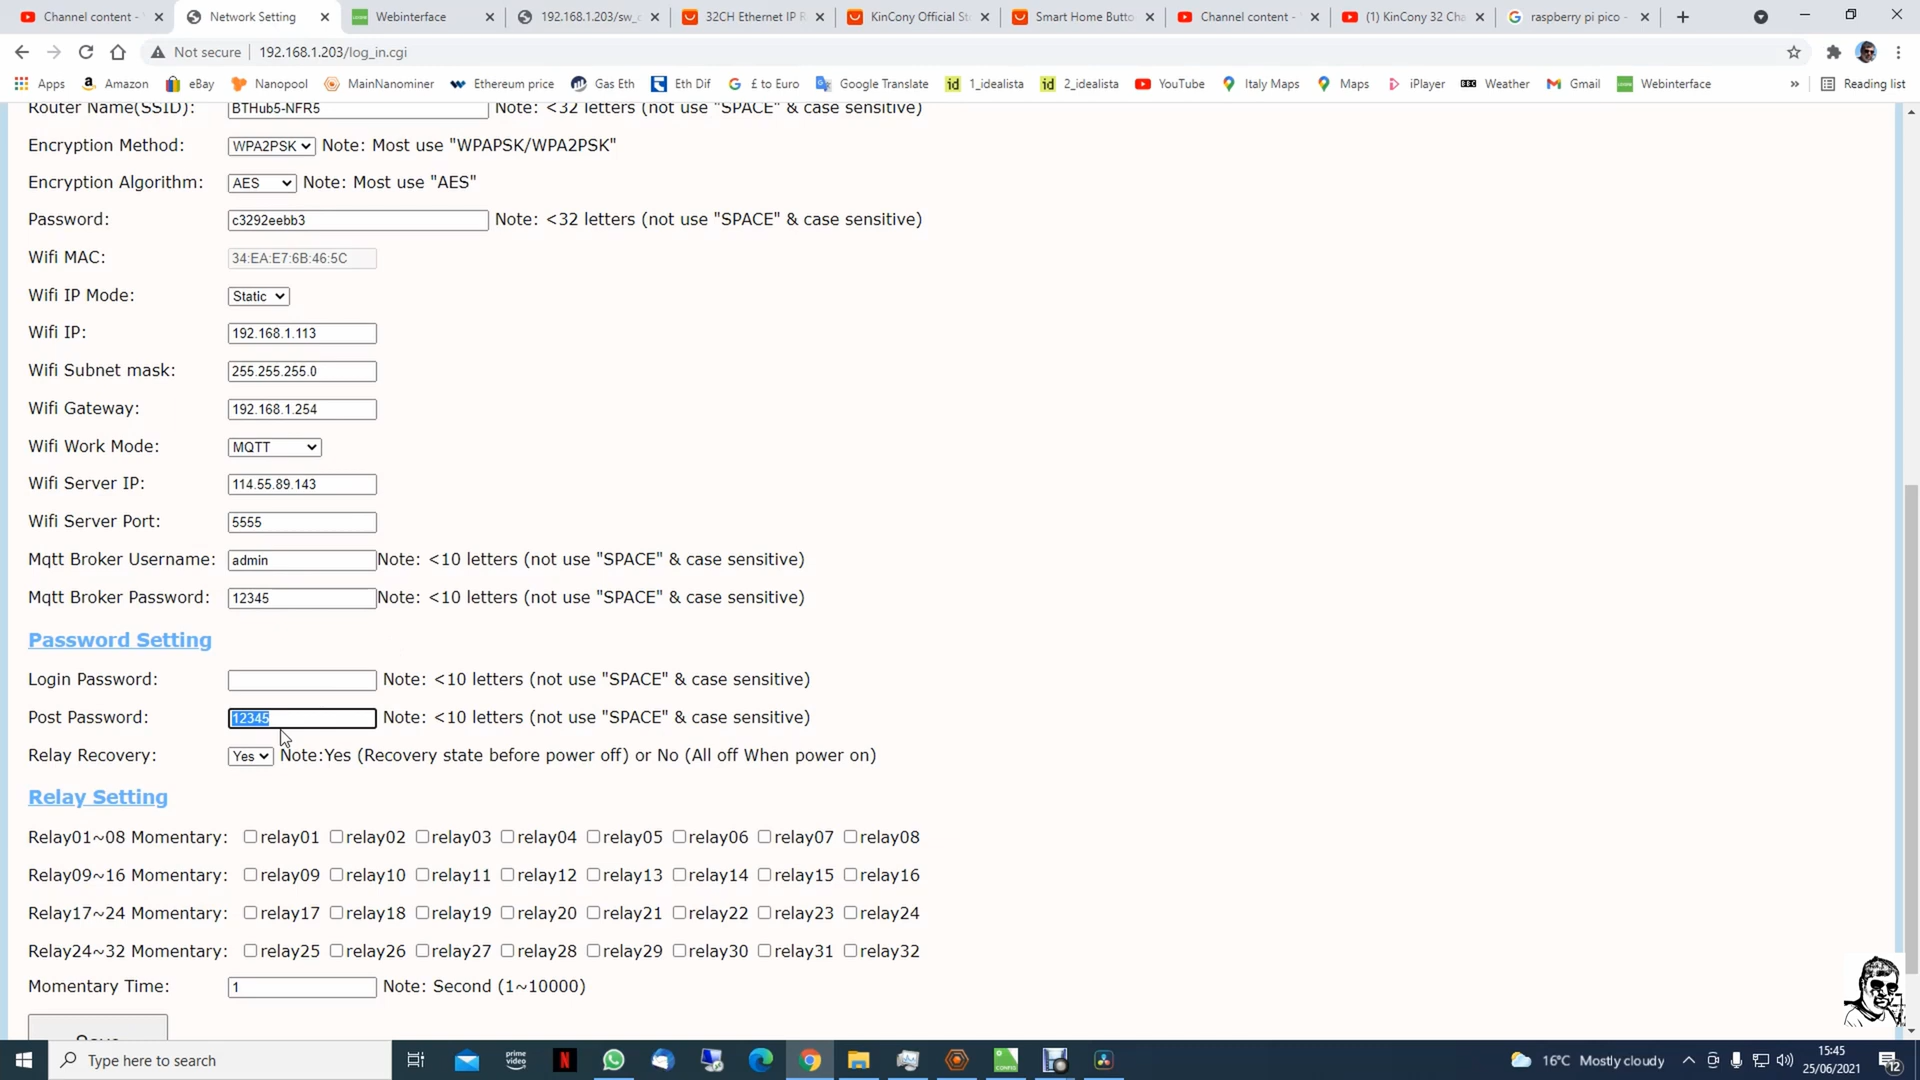 Channel content -
Network Setting
Webinterface
192.168.1.203/sw_c
32CH Ethernet IP R
KinCony Official St
Smart Home Butto
Channel content -
(1) KinCony 32 Cha
raspberry pi pico -
Not secure
192.168.1.203/log_in.cgi
Apps
Amazon
eBay
Nanopool
MainNanominer
Ethereum price
Gas Eth
Eth Dif
£ to Euro
Google Translate
1_idealista
2_idealista
YouTube
Italy Maps
Maps
iPlayer
Weather
Gmail
Webinterface
»
Reading list
Router Name(SSID): BTHub5-NFR5 Note: <32 letters (not use "SPACE" & case sensitive)
Encryption Method: WPA2PSK Note: Most use "WPAPSK/WPA2PSK"
Encryption Algorithm: AES Note: Most use "AES"
Password: c3292eebb3 Note: <32 letters (not use "SPACE" & case sensitive)
Wifi MAC: 34:EA:E7:6B:46:5C
Wifi IP Mode: Static
Wifi IP: 192.168.1.113
Wifi Subnet mask: 255.255.255.0
Wifi Gateway: 192.168.1.254
Wifi Work Mode: MQTT
Wifi Server IP: 114.55.89.143
Wifi Server Port: 5555
Mqtt Broker Username: admin Note: <10 letters (not use "SPACE" & case sensitive)
Mqtt Broker Password: 12345 Note: <10 letters (not use "SPACE" & case sensitive)
Password Setting
Login Password: Note: <10 letters (not use "SPACE" & case sensitive)
Post Password: 12345 Note: <10 letters (not use "SPACE" & case sensitive)
Relay Recovery: Yes Note:Yes (Recovery state before power off) or No (All off When power on)
Relay Setting
Relay01~08 Momentary: relay01 relay02 relay03 relay04 relay05 relay06 relay07 relay08
Relay09~16 Momentary: relay09 relay10 relay11 relay12 relay13 relay14 relay15 relay16
Relay17~24 Momentary: relay17 relay18 relay19 relay20 relay21 relay22 relay23 relay24
Relay24~32 Momentary: relay25 relay26 relay27 relay28 relay29 relay30 relay31 relay32
Momentary Time: 1 Note: Second (1~10000)
Save
Type here to search
prime video
16°C Mostly cloudy
15:45
25/06/2021
12